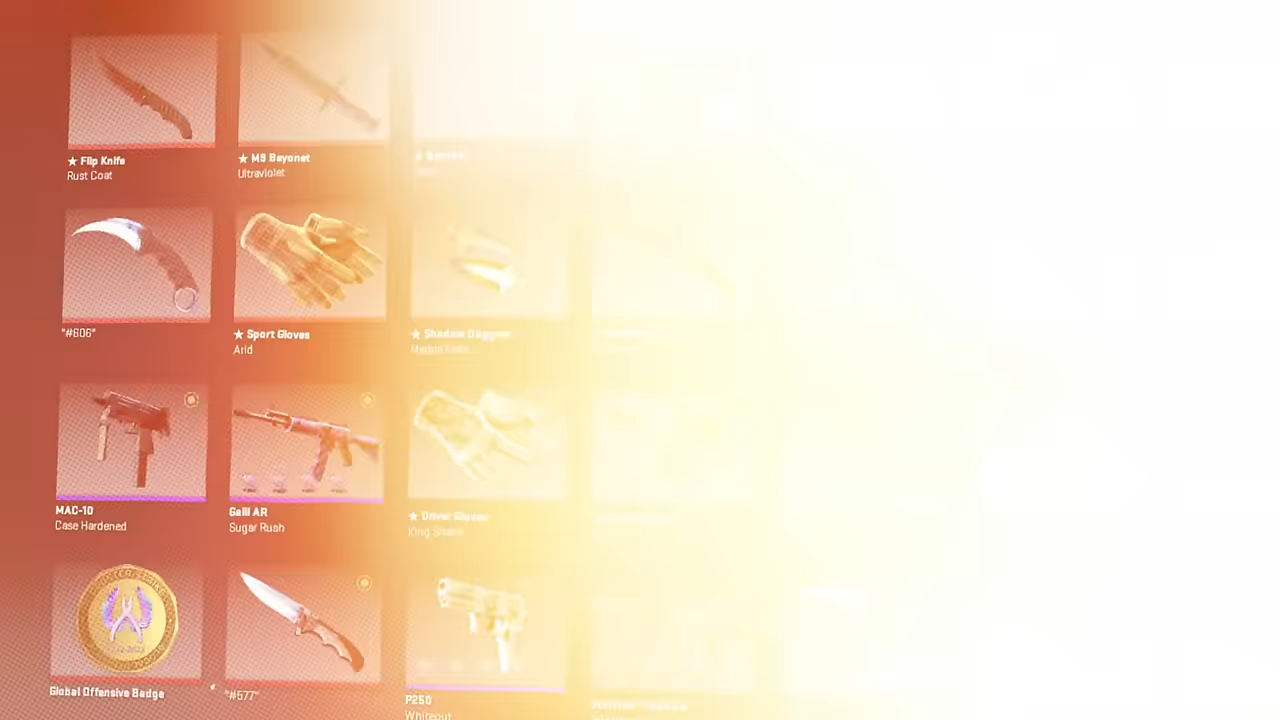 ★ Flip Knife
Rust Coat
★ M9 Bayonet
Ultraviolet
"#606"
★ Sport Gloves
Arid
★ Shadow Daggers
MAC-10
Case Hardened
Galil AR
Sugar Rush
★ Driver Gloves
King Snake
Global Offensive Badge
"#577"
P250
Whiteout